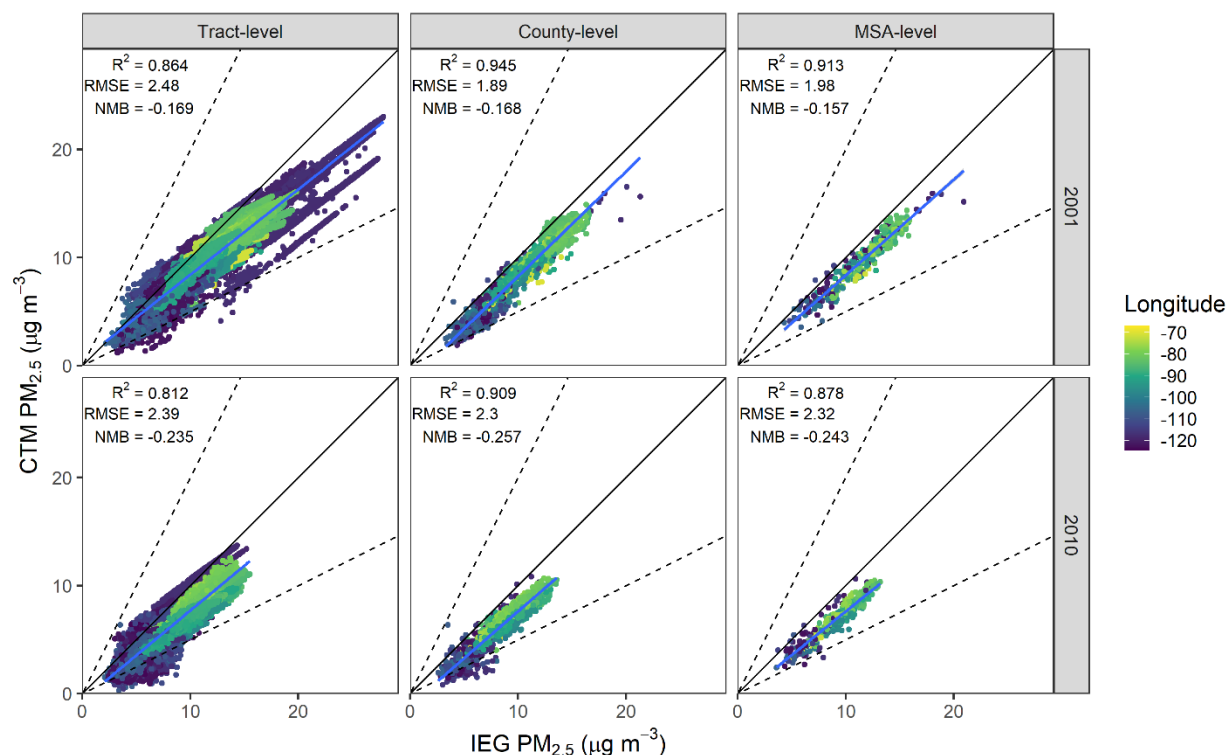 Tract-level
County-level
MSA-level
R² = 0.864
RMSE = 2.48
NMB = -0.169
R² = 0.945
RMSE = 1.89
NMB = -0.168
R² = 0.913
RMSE = 1.98
NMB = -0.157
2001
20
10
0
R² = 0.812
RMSE = 2.39
NMB = -0.235
R² = 0.909
RMSE = 2.3
NMB = -0.257
R² = 0.878
RMSE = 2.32
NMB = -0.243
2010
20
10
0
0 10 20
0 10 20
0 10 20
CTM PM₂.₅ (μg m⁻³)
IEG PM₂.₅ (μg m⁻³)
Longitude
-70
-80
-90
-100
-110
-120